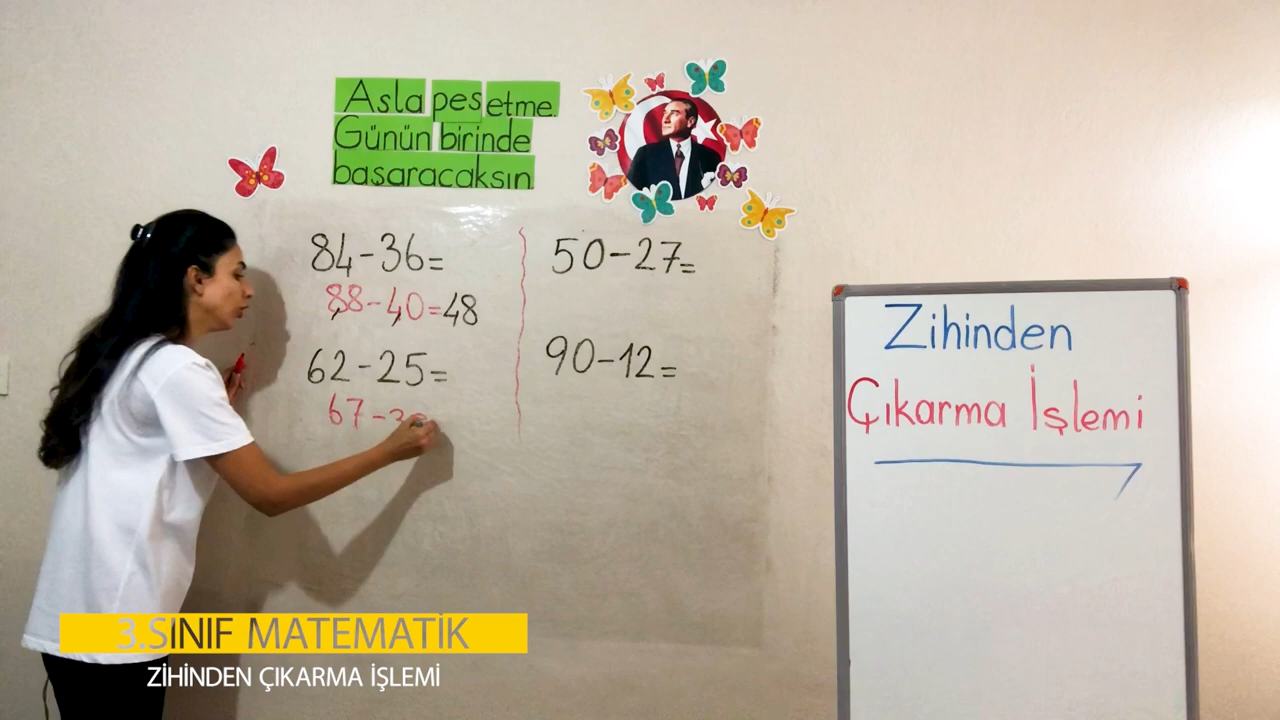 Asla pes etme.
Günün birinde
başaracaksın
84-36=
88-40=48
62-25=
67-
50-27=
90-12=
Zihinden
Çıkarma İşlemi
3.SINIF MATEMATİK
ZİHİNDEN ÇIKARMA İŞLEMİ